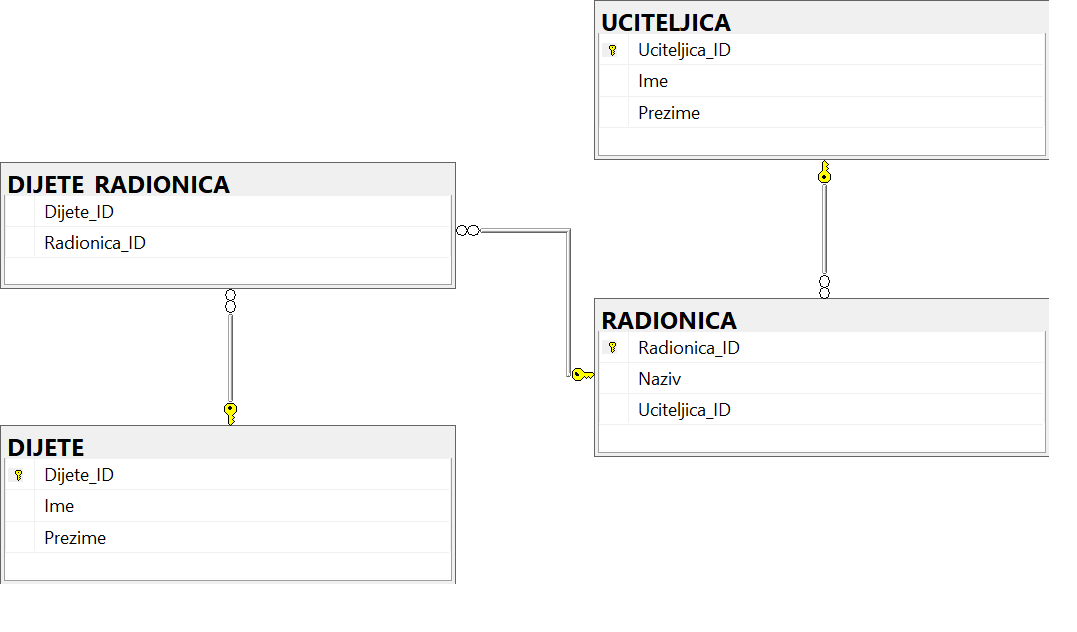 UCITELJICA
Uciteljica_ID
Ime
Prezime
DIJETE_RADIONICA
Dijete_ID
Radionica_ID
RADIONICA
Radionica_ID
Naziv
Uciteljica_ID
DIJETE
Dijete_ID
Ime
Prezime